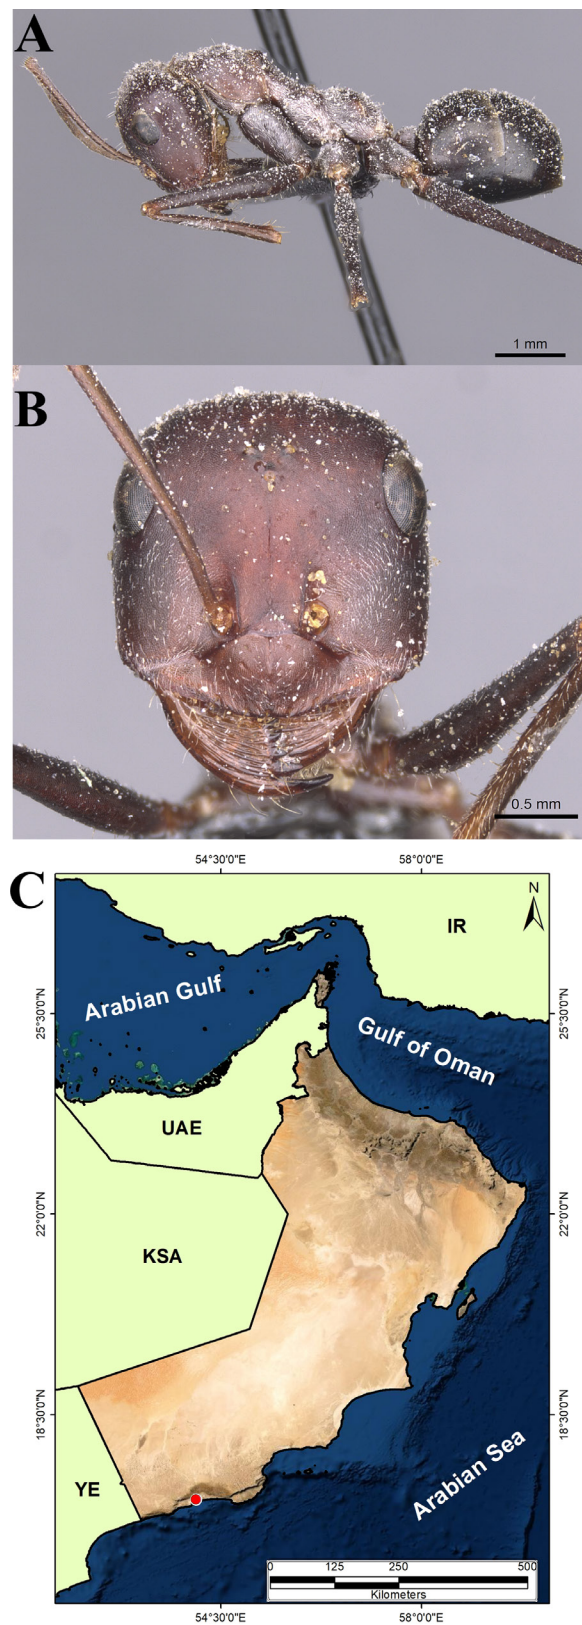 A
1 mm
B
0.5 mm
C
54°30'0"E
58°0'0"E
N
IR
Arabian Gulf
25°30'0"N
25°30'0"N
Gulf of Oman
UAE
22°0'0"N
22°0'0"N
KSA
18°30'0"N
18°30'0"N
YE
Arabian Sea
0 125 250 500
Kilometers
54°30'0"E
58°0'0"E